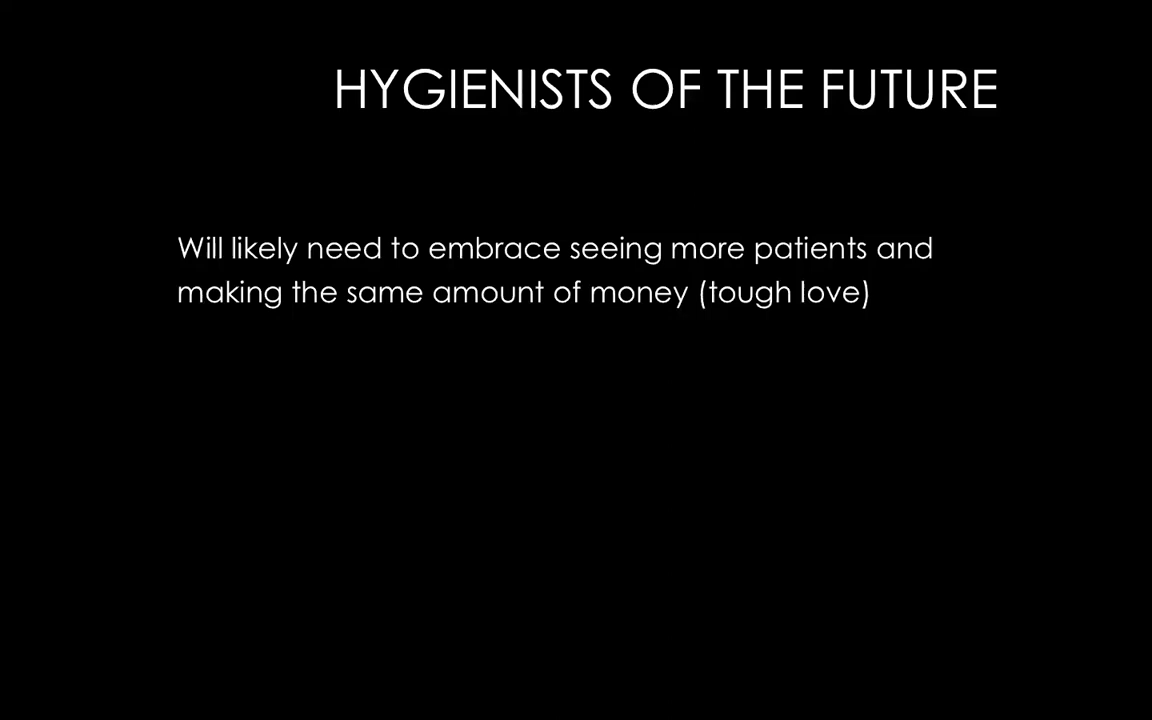 HYGIENISTS OF THE FUTURE
Will likely need to embrace seeing more patients and
making the same amount of money (tough love)